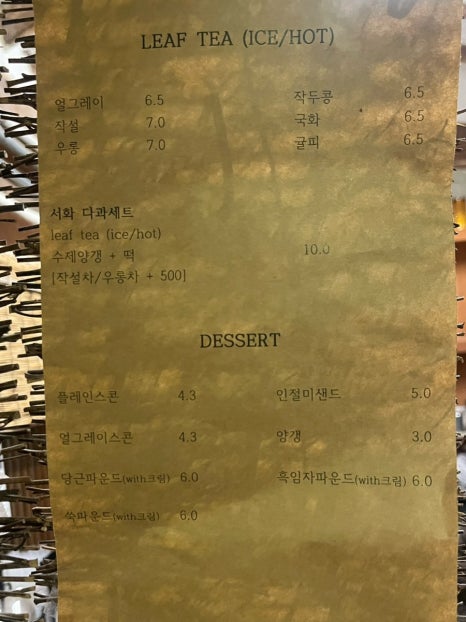 LEAF TEA (ICE/HOT)
얼그레이 6.5 작두콩 6.5
작설 7.0 국화 6.5
우롱 7.0 귤피 6.5
서화 다과세트
leaf tea (ice/hot)
수제양갱 + 떡 10.0
[작설차/우롱차 + 500]
DESSERT
플레인스콘 4.3 인절미샌드 5.0
얼그레이스콘 4.3 양갱 3.0
당근파운드(with크림) 6.0 흑임자파운드(with크림) 6.0
쑥파운드(with크림) 6.0